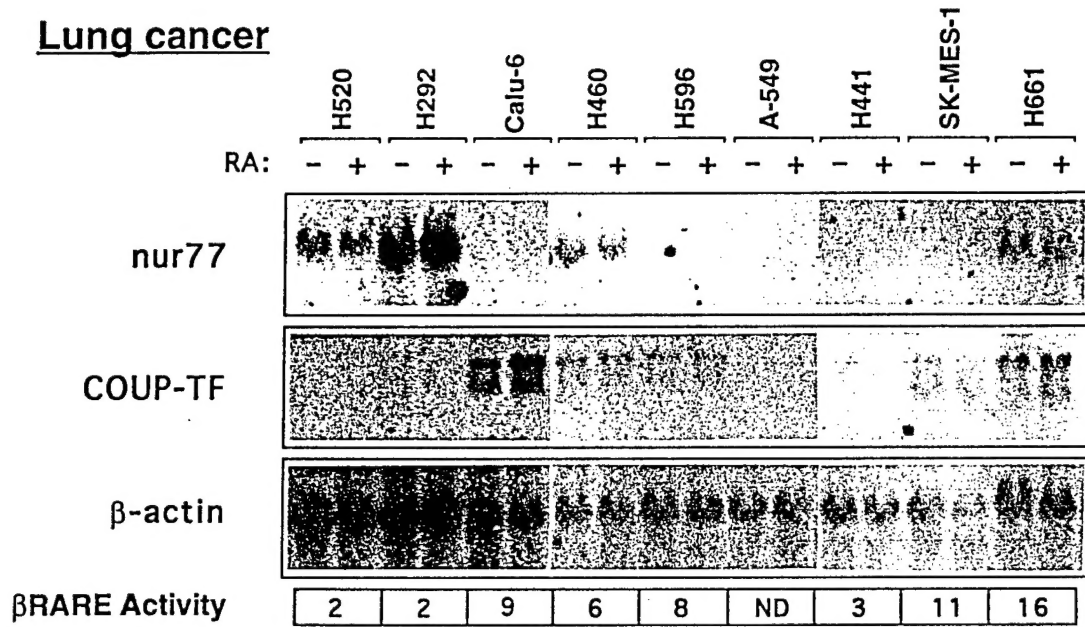 Lung cancer
H520 H292 Calu-6 H460 H596 A-549 H441 SK-MES-1 H661
RA: - + - + - + - + - + - + - + - + - +
nur77
COUP-TF
β-actin
βRARE Activity 2 2 9 6 8 ND 3 11 16